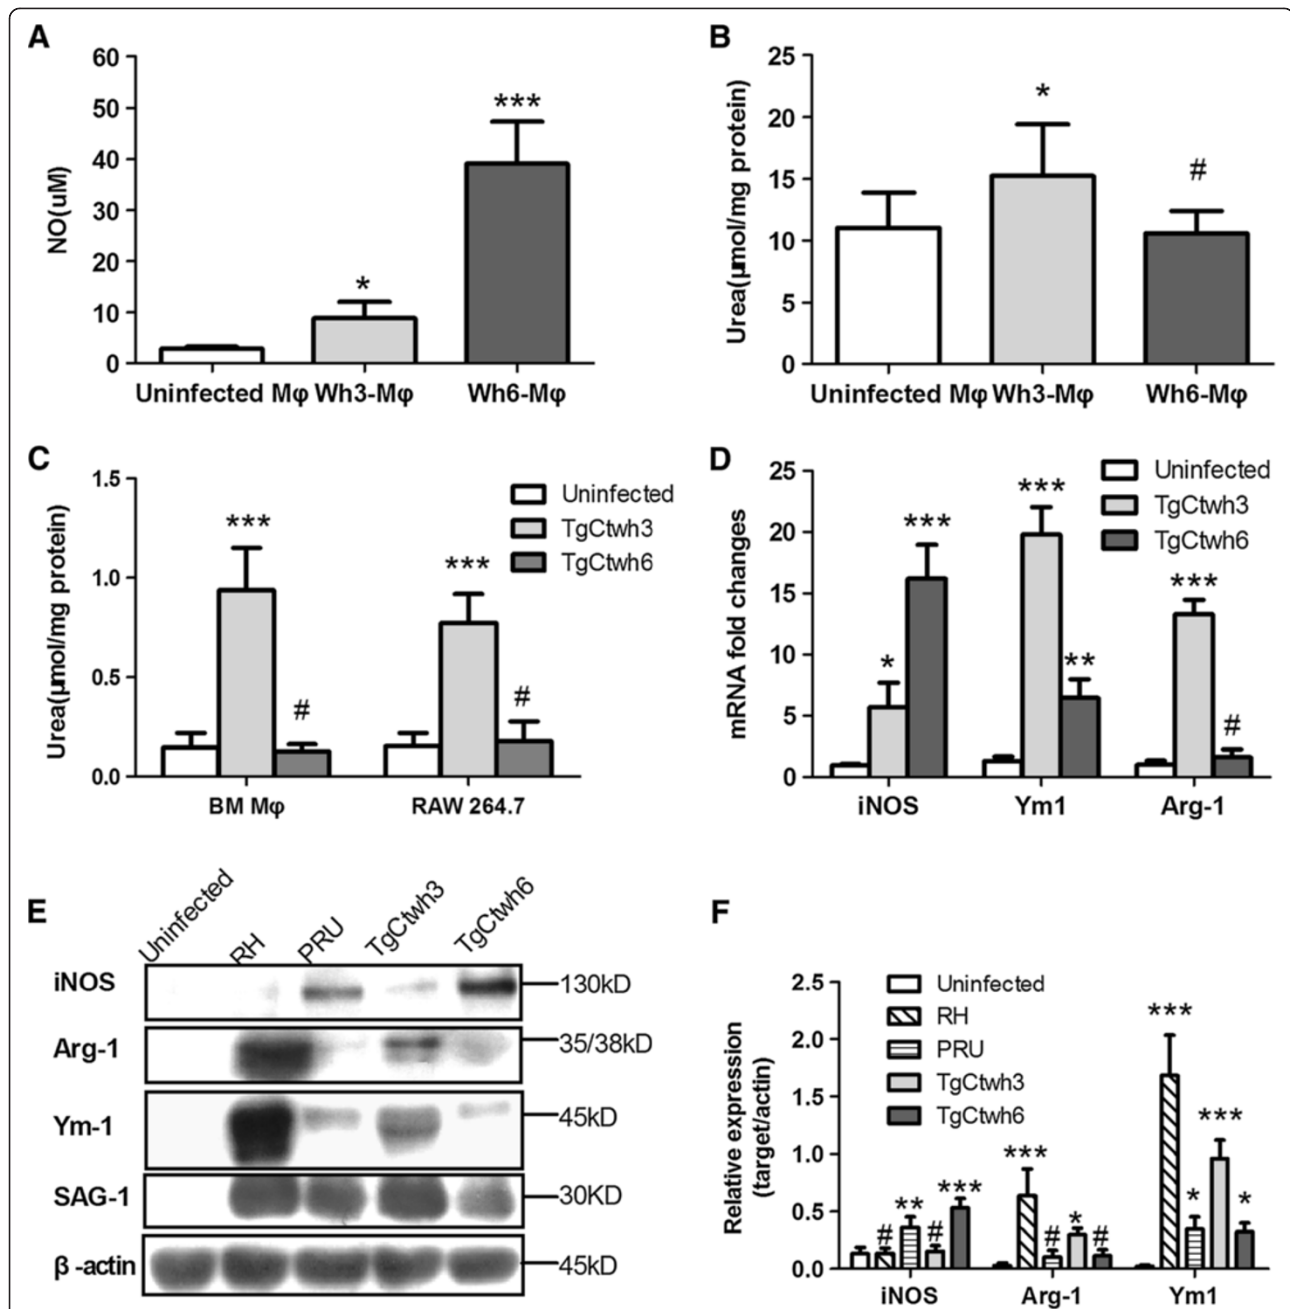 A
NO(uM)
60
50
40
30
20
10
0
*
***
Uninfected Mφ Wh3-Mφ Wh6-Mφ
B
Urea(μmol/mg protein)
25
20
15
10
5
0
*
#
Uninfected Mφ Wh3-Mφ Wh6-Mφ
C
Urea(μmol/mg protein)
1.5
1.0
0.5
0.0
***
#
***
#
Uninfected
TgCtwh3
TgCtwh6
BM Mφ RAW 264.7
D
mRNA fold changes
25
20
15
10
5
0
*
***
***
**
***
#
Uninfected
TgCtwh3
TgCtwh6
iNOS Ym1 Arg-1
E
Uninfected RH PRU TgCtwh3 TgCtwh6
iNOS 130kD
Arg-1 35/38kD
Ym-1 45kD
SAG-1 30KD
β -actin 45kD
F
Relative expression
(target/actin)
2.5
2.0
1.5
1.0
0.5
0.0
Uninfected
RH
PRU
TgCtwh3
TgCtwh6
#
**
#
***
***
#
*
#
***
*
***
*
iNOS Arg-1 Ym1